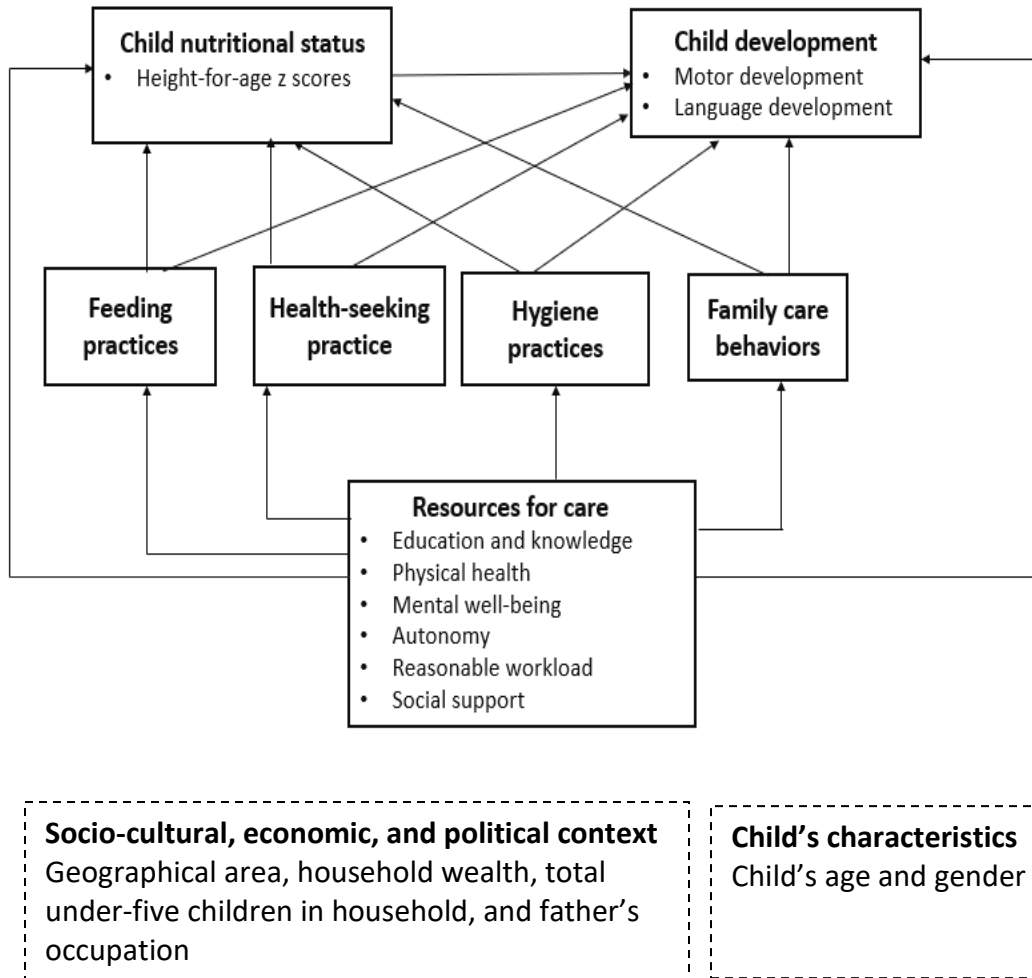 Child nutritional status
• Height-for-age z scores
Child development
• Motor development
• Language development
Feeding
practices
Health-seeking
practice
Hygiene
practices
Family care
behaviors
Resources for care
• Education and knowledge
• Physical health
• Mental well-being
• Autonomy
• Reasonable workload
• Social support
Socio-cultural, economic, and political context
Geographical area, household wealth, total
under-five children in household, and father’s
occupation
Child’s characteristics
Child’s age and gender